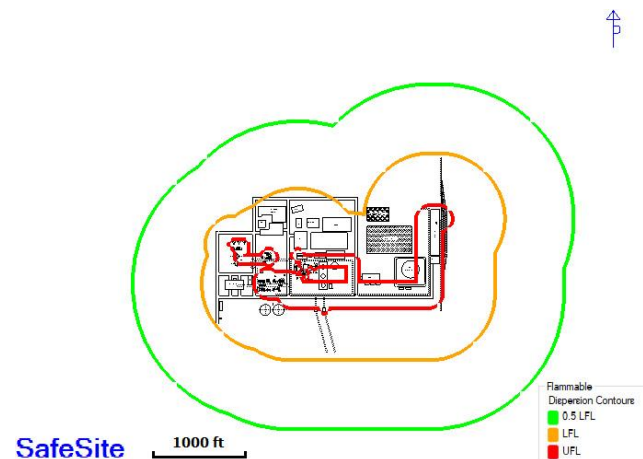 Flammable
Dispersion Contours
0.5 LFL
LFL
UFL
SafeSite
1000 ft